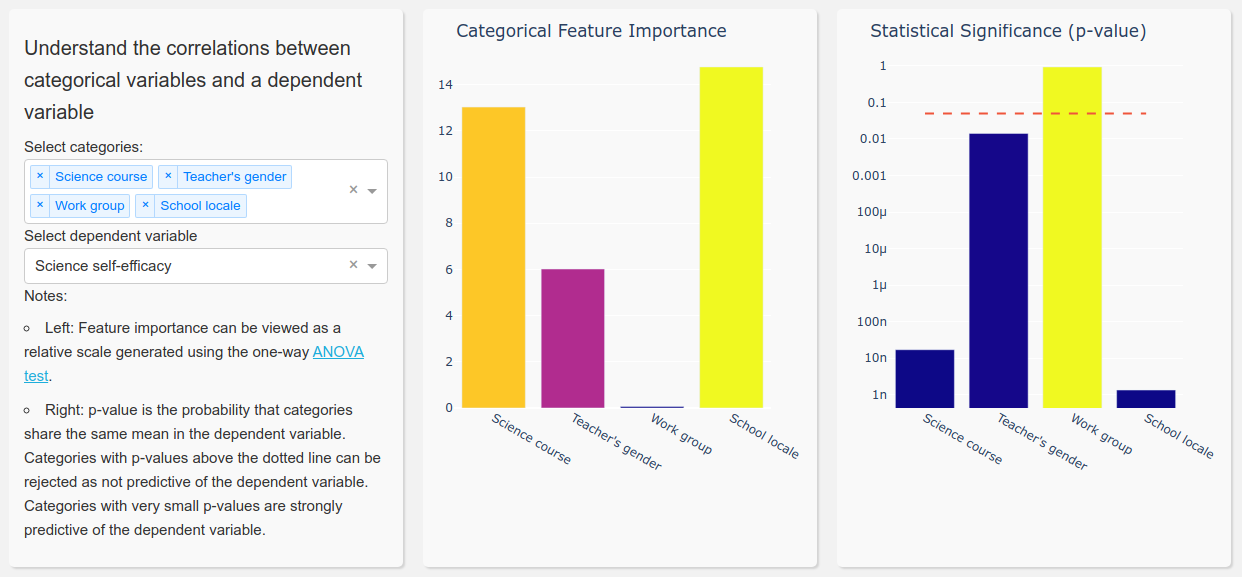 Understand the correlations between
categorical variables and a dependent
variable
Select categories:
× Science course × Teacher's gender
× Work group × School locale
×
Select dependent variable
Science self-efficacy ×
Notes:
Left: Feature importance can be viewed as a
relative scale generated using the one-way ANOVA
test.
Right: p-value is the probability that categories
share the same mean in the dependent variable.
Categories with p-values above the dotted line can be
rejected as not predictive of the dependent variable.
Categories with very small p-values are strongly
predictive of the dependent variable.
Categorical Feature Importance
14
12
10
8
6
4
2
0
Science course
Teacher's gender
Work group
School locale
Statistical Significance (p-value)
1
0.1
0.01
0.001
100μ
10μ
1μ
100n
10n
1n
Science course
Teacher's gender
Work group
School locale